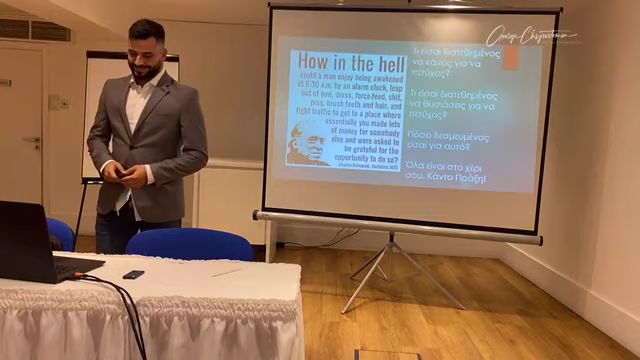 George Chrysostomou
How in the hell
could a man enjoy being awakened
at 6:30 a.m. by an alarm clock, leap
out of bed, dress, force-feed, shit,
piss, brush teeth and hair, and
fight traffic to get to a place where
essentially you made lots
of money for somebody
else and were asked to
be grateful for the
opportunity to do so?
Charles Bukowski, Factotum, 1975
Τι είσαι διατεθημένος
να κάνεις για να
πετύχεις?
Τι είσαι διατεθημένος
να θυσιάσεις για να
πετύχεις?
Πόσο δεσμευμένος
είσαι για αυτό?
Όλα είναι στο χέρι
σου. Κάντο Πράξη!